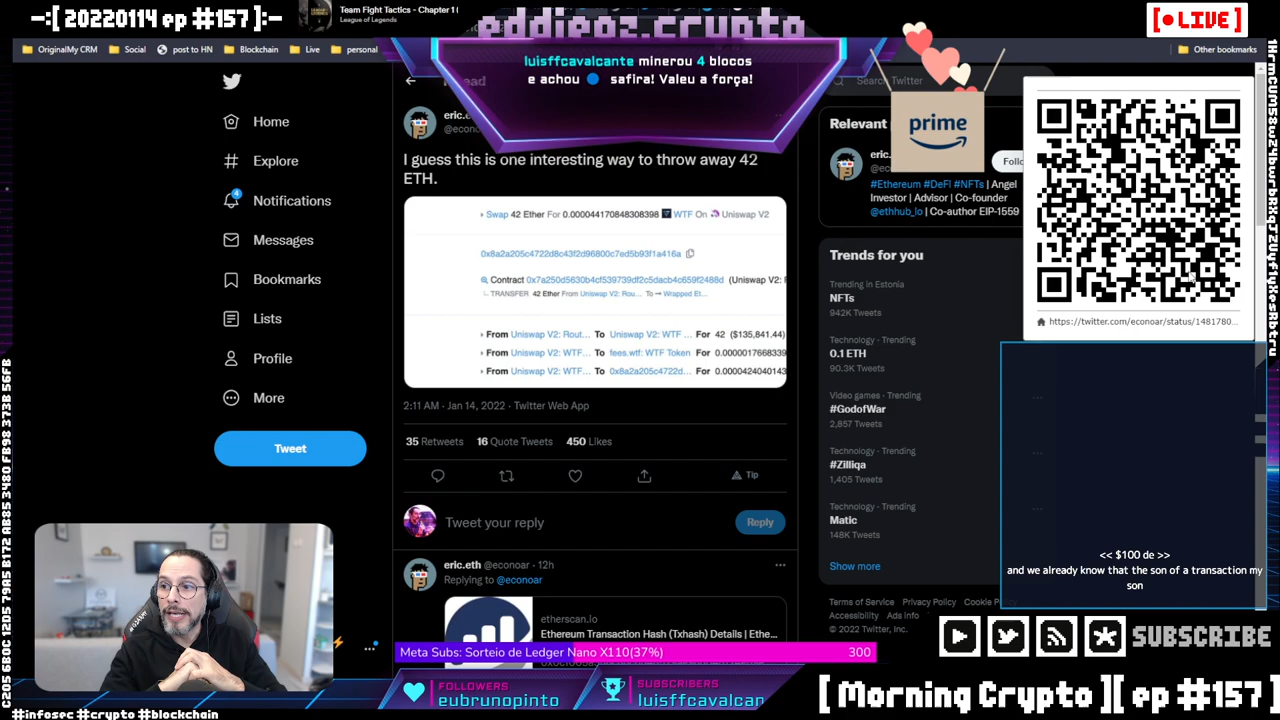 -:[ 20220114 ep #157]:-
Team Fight Tactics - Chapter 1 (
League of Legends
eddieoz.crypto
[● LIVE]
OriginalMy CRM
Social
post to HN
Blockchain
Live
personal
Other bookmarks
luisffcavalcante minerou 4 blocos
e achou 🔵 safira! Valeu a força!
prime
Home
Explore
4
Notifications
Messages
Bookmarks
Lists
Profile
More
Tweet
eric.e
@econo
I guess this is one interesting way to throw away 42
ETH.
Swap 42 Ether For 0.000044170848308398 WTF On Uniswap V2
0x8a2a205c4722d8c43f2d96800c7ed5b93f1a416a
Contract 0x7a250d5630b4cf539739df2c5dacb4c659f2488d (Uniswap V2: F
TRANSFER 42 Ether From Uniswap V2: Rou... To → Wrapped Et...
From Uniswap V2: Rout... To Uniswap V2: WTF ... For 42 ($135,841.44)
From Uniswap V2: WTF... To fees.wtf: WTF Token For 0.0000017668339
From Uniswap V2: WTF... To 0x8a2a205c4722d... For 0.0000424040143
2:11 AM · Jan 14, 2022 · Twitter Web App
35 Retweets 16 Quote Tweets 450 Likes
Tip
Tweet your reply
Reply
eric.eth @econoar · 12h
Replying to @econoar
etherscan.io
Ethereum Transaction Hash (Txhash) Details | Ethe...
Search Twitter
Relevant
eric.
@ec
Follo
#Ethereum #DeFi #NFTs | Angel
Investor | Advisor | Co-founder
@ethhub_io | Co-author EIP-1559
Trends for you
Trending in Estonia
NFTs
942K Tweets
Technology · Trending
0.1 ETH
90.3K Tweets
Video games · Trending
#GodofWar
2,857 Tweets
Technology · Trending
#Zilliqa
1,405 Tweets
Technology · Trending
Matic
148K Tweets
Show more
Terms of Service Privacy Policy Cookie Po
Accessibility Ads info
© 2022 Twitter, Inc.
https://twitter.com/econoar/status/1481780...
<< $100 de >>
and we already know that the son of a transaction my
son
Meta Subs: Sorteio de Ledger Nano X110(37%)
300
FOLLOWERS
eubrunopinto
SUBSCRIBERS
luisffcavalcan
SUBSCRIBE
[ Morning Crypto ][ ep #157 ]
#infosec #crypto #blockchain